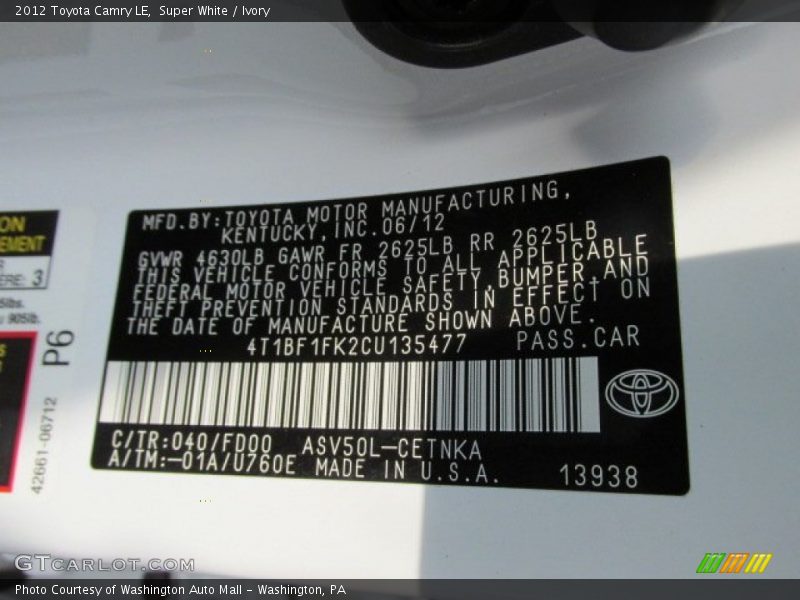 2012 Toyota Camry LE, Super White / Ivory
MFD.BY:TOYOTA MOTOR MANUFACTURING,
KENTUCKY,INC.06/12
GVWR 4630LB GAWR FR 2625LB RR 2625LB
THIS VEHICLE CONFORMS TO ALL APPLICABLE
FEDERAL MOTOR VEHICLE SAFETY,BUMPER AND
THEFT PREVENTION STANDARDS IN EFFECT ON
THE DATE OF MANUFACTURE SHOWN ABOVE.
4T1BF1FK2CU135477 PASS.CAR
C/TR:040/FD00 ASV50L-CETNKA
A/TM:-01A/U760E MADE IN U.S.A. 13938
P6
42661-06712
GTCARLOT.COM
Photo Courtesy of Washington Auto Mall - Washington, PA